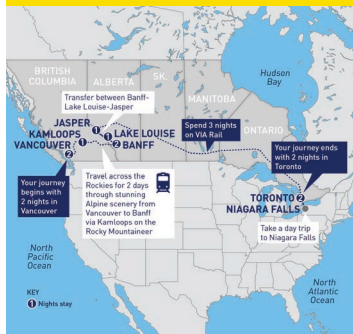 Hudson
Bay
BRITISH
COLUMBIA
ALBERTA
SK.
MANITOBA
ONTARIO
Transfer between Banff-
Lake Louise-Jasper
Spend 3 nights
on VIA Rail
Your journey ends
with 2 nights in
Toronto
JASPER 1
KAMLOOPS 1
VANCOUVER 2
1 LAKE LOUISE
2 BANFF
Your journey
begins with
2 nights in
Vancouver
Travel across the
Rockies for 2 days
through stunning
Alpine scenery from
Vancouver to Banff
via Kamloops on the
Rocky Mountaineer
TORONTO 2
NIAGARA FALLS
Take a day trip
to Niagara Falls
North
Pacific
Ocean
North
Atlantic
Ocean
KEY
1 Nights stay